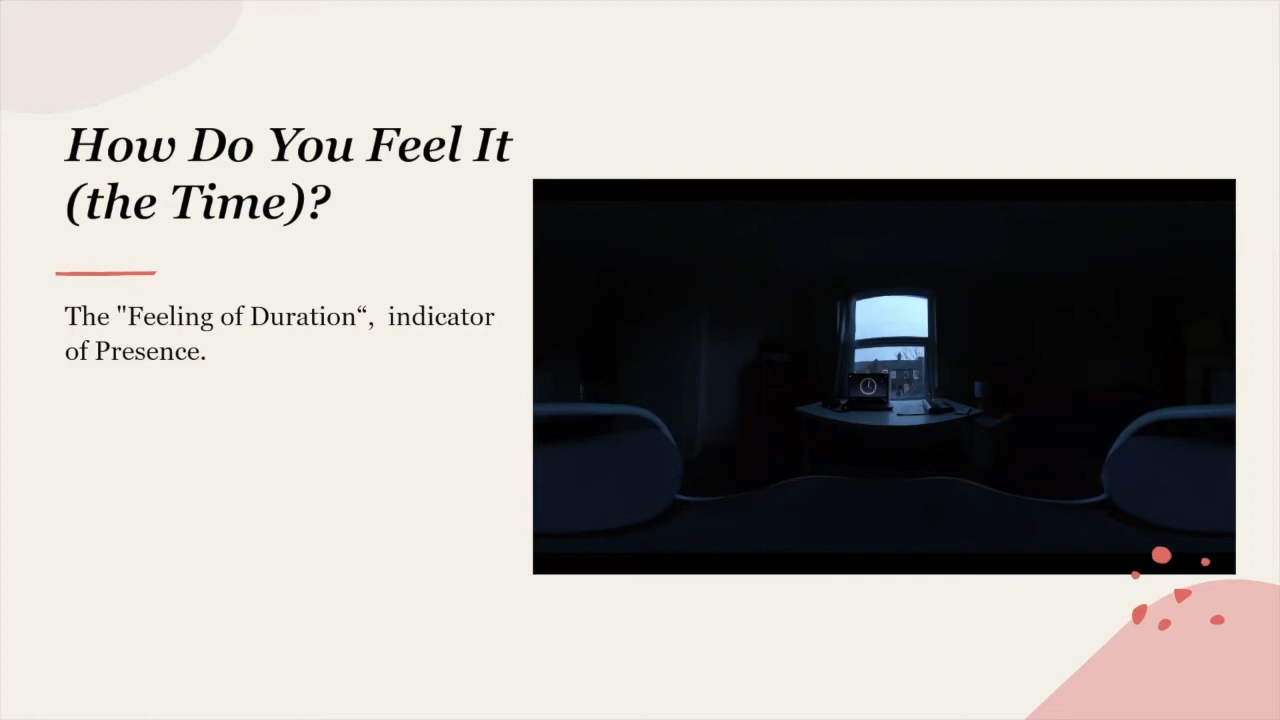 How Do You Feel It
(the Time)?
The "Feeling of Duration“,  indicator
of Presence.